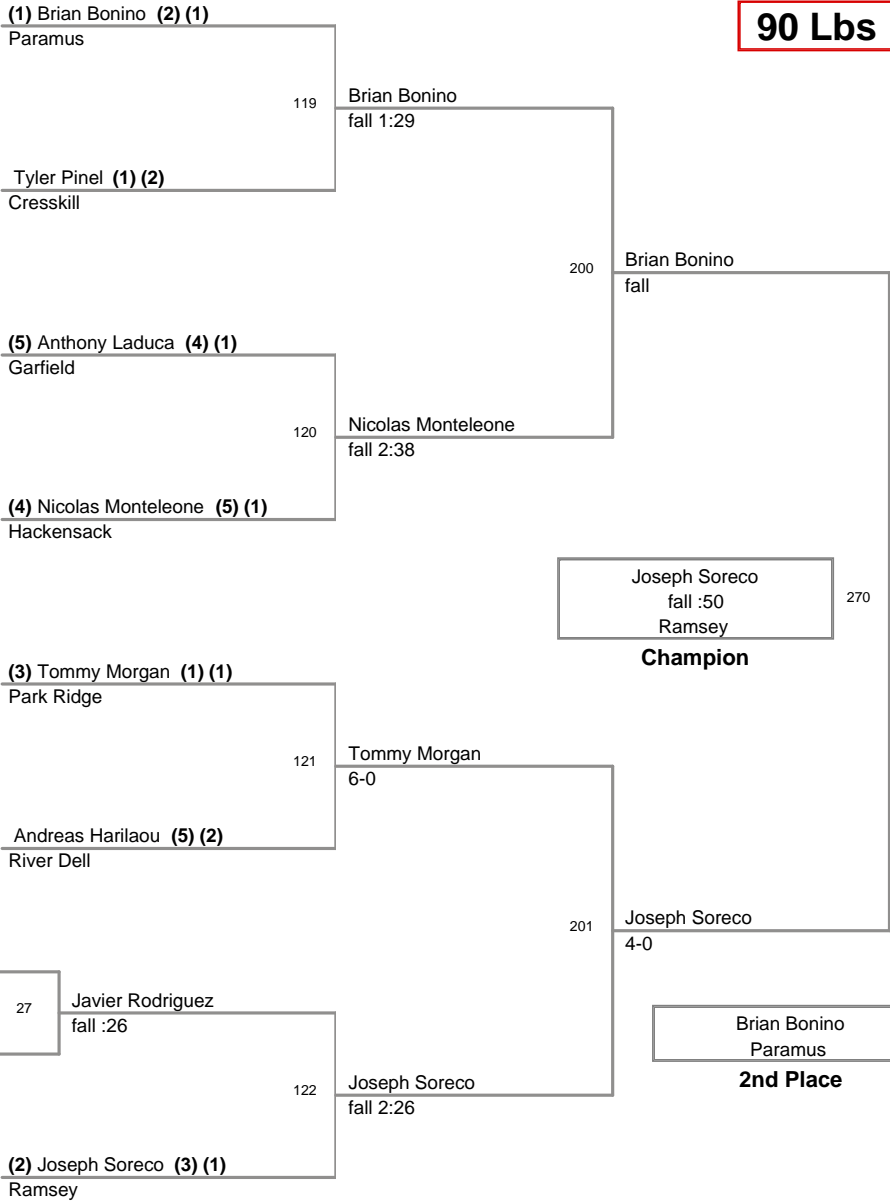 (1) Brian Bonino (2) (1)
Paramus
90 Lbs
119
Brian Bonino
fall 1:29
Tyler Pinel (1) (2)
Cresskill
200
Brian Bonino
fall
(5) Anthony Laduca (4) (1)
Garfield
120
Nicolas Monteleone
fall 2:38
(4) Nicolas Monteleone (5) (1)
Hackensack
Joseph Soreco
fall :50
Ramsey
270
Champion
(3) Tommy Morgan (1) (1)
Park Ridge
121
Tommy Morgan
6-0
Andreas Harilaou (5) (2)
River Dell
201
Joseph Soreco
4-0
27
Javier Rodriguez
fall :26
Brian Bonino
Paramus
2nd Place
122
Joseph Soreco
fall 2:26
(2) Joseph Soreco (3) (1)
Ramsey